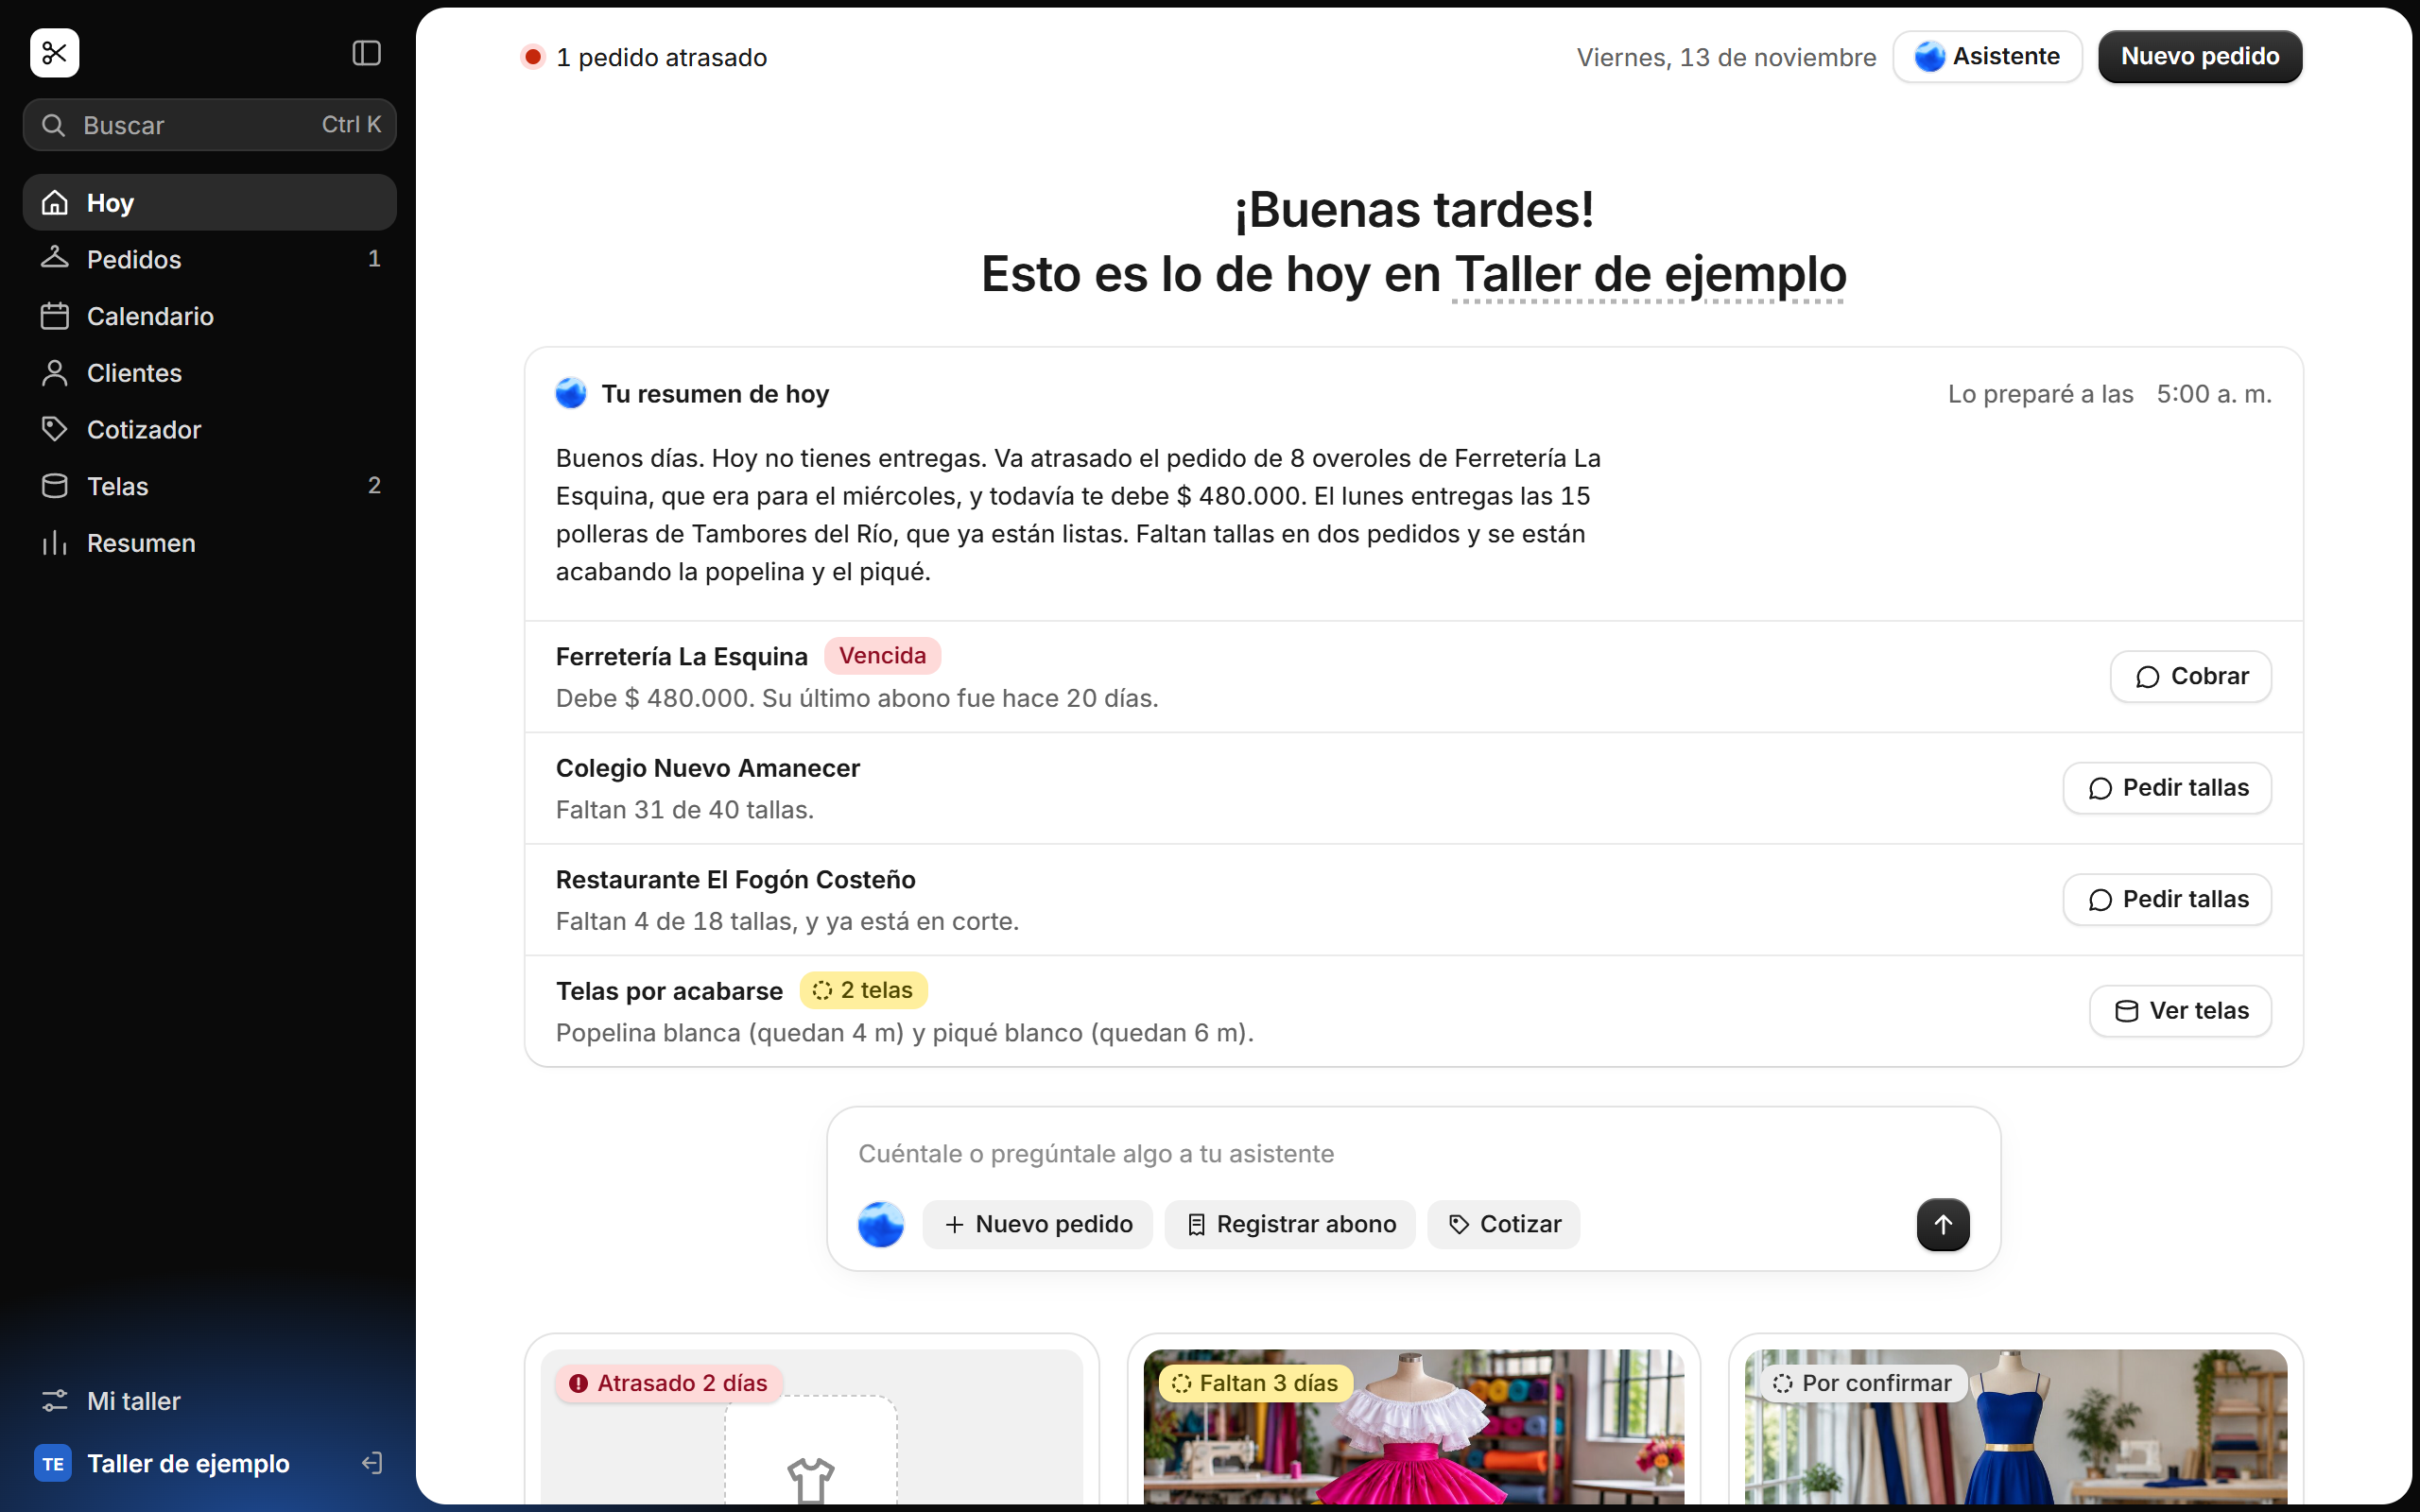 Buscar
Ctrl K
Hoy
Pedidos
1
Calendario
Clientes
Cotizador
Telas
2
Resumen
Mi taller
TE
Taller de ejemplo
1 pedido atrasado
Viernes, 13 de noviembre
Asistente
Nuevo pedido
¡Buenas tardes!
Esto es lo de hoy en Taller de ejemplo
Tu resumen de hoy
Lo preparé a las 5:00 a. m.
Buenos días. Hoy no tienes entregas. Va atrasado el pedido de 8 overoles de Ferretería La
Esquina, que era para el miércoles, y todavía te debe $ 480.000. El lunes entregas las 15
polleras de Tambores del Río, que ya están listas. Faltan tallas en dos pedidos y se están
acabando la popelina y el piqué.
Ferretería La Esquina
Vencida
Debe $ 480.000. Su último abono fue hace 20 días.
Cobrar
Colegio Nuevo Amanecer
Faltan 31 de 40 tallas.
Pedir tallas
Restaurante El Fogón Costeño
Faltan 4 de 18 tallas, y ya está en corte.
Pedir tallas
Telas por acabarse
2 telas
Popelina blanca (quedan 4 m) y piqué blanco (quedan 6 m).
Ver telas
Cuéntale o pregúntale algo a tu asistente
Nuevo pedido
Registrar abono
Cotizar
Atrasado 2 días
Faltan 3 días
Por confirmar